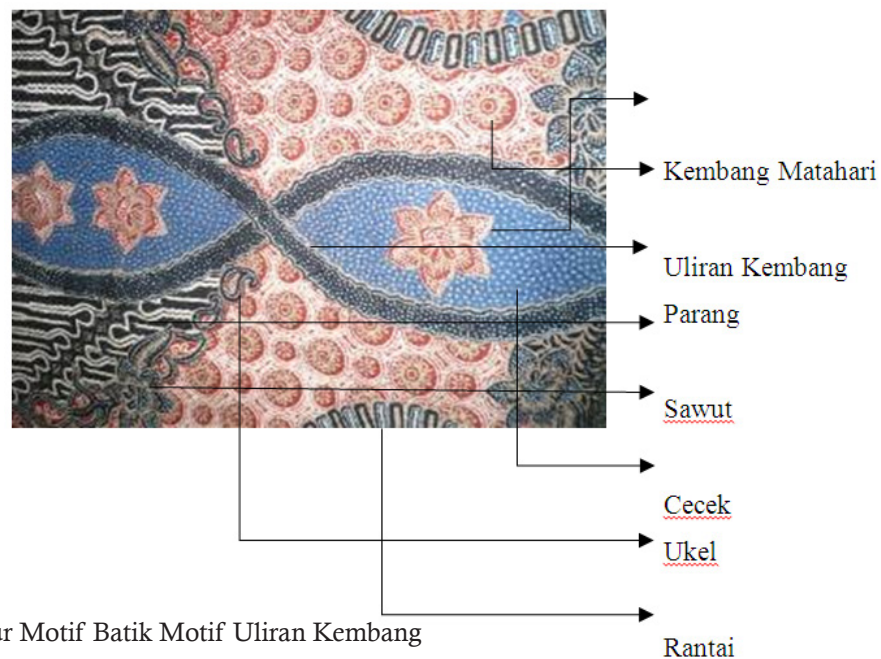 Kembang Matahari
Uliran Kembang
Parang
Sawut
Cecek
Ukel
Rantai
Motif Batik Motif Uliran Kembang